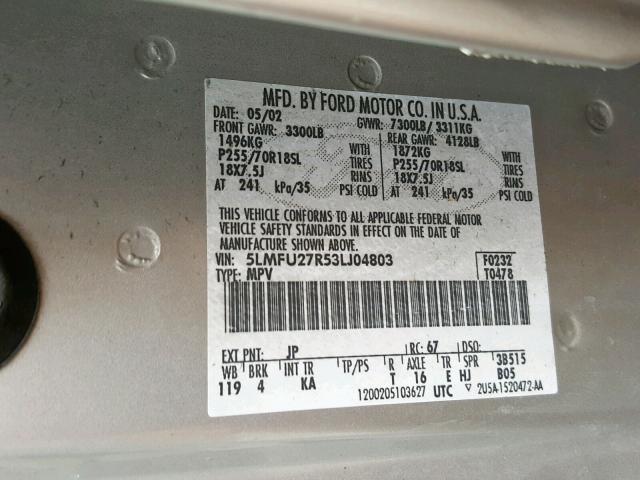 MFD. BY FORD MOTOR CO. IN U.S.A.
DATE: 05/02 GVWR: 7300LB/ 3311KG
FRONT GAWR: 3300LB REAR GAWR: 4128LB
1496KG WITH 1872KG WITH
P255/70R18SL TIRES P255/70R18SL TIRES
18X7.5J RINS 18X7.5J RINS
AT 241 kPa/35 PSI COLD AT 241 kPa/35 PSI COLD
THIS VEHICLE CONFORMS TO ALL APPLICABLE FEDERAL MOTOR
VEHICLE SAFETY STANDARDS IN EFFECT ON THE DATE OF
MANUFACTURE SHOWN ABOVE.
VIN: 5LMFU27R53LJ04803 F0232
TYPE: MPV T0478
EXT PNT: JP RC: 67 DSO:
WB BRK INT TR TP/PS R AXLE TR SPR 3B515
119 4 KA T 16 E HJ B05
1200205103627 UTC ▽ 2U5A-1520472-AA